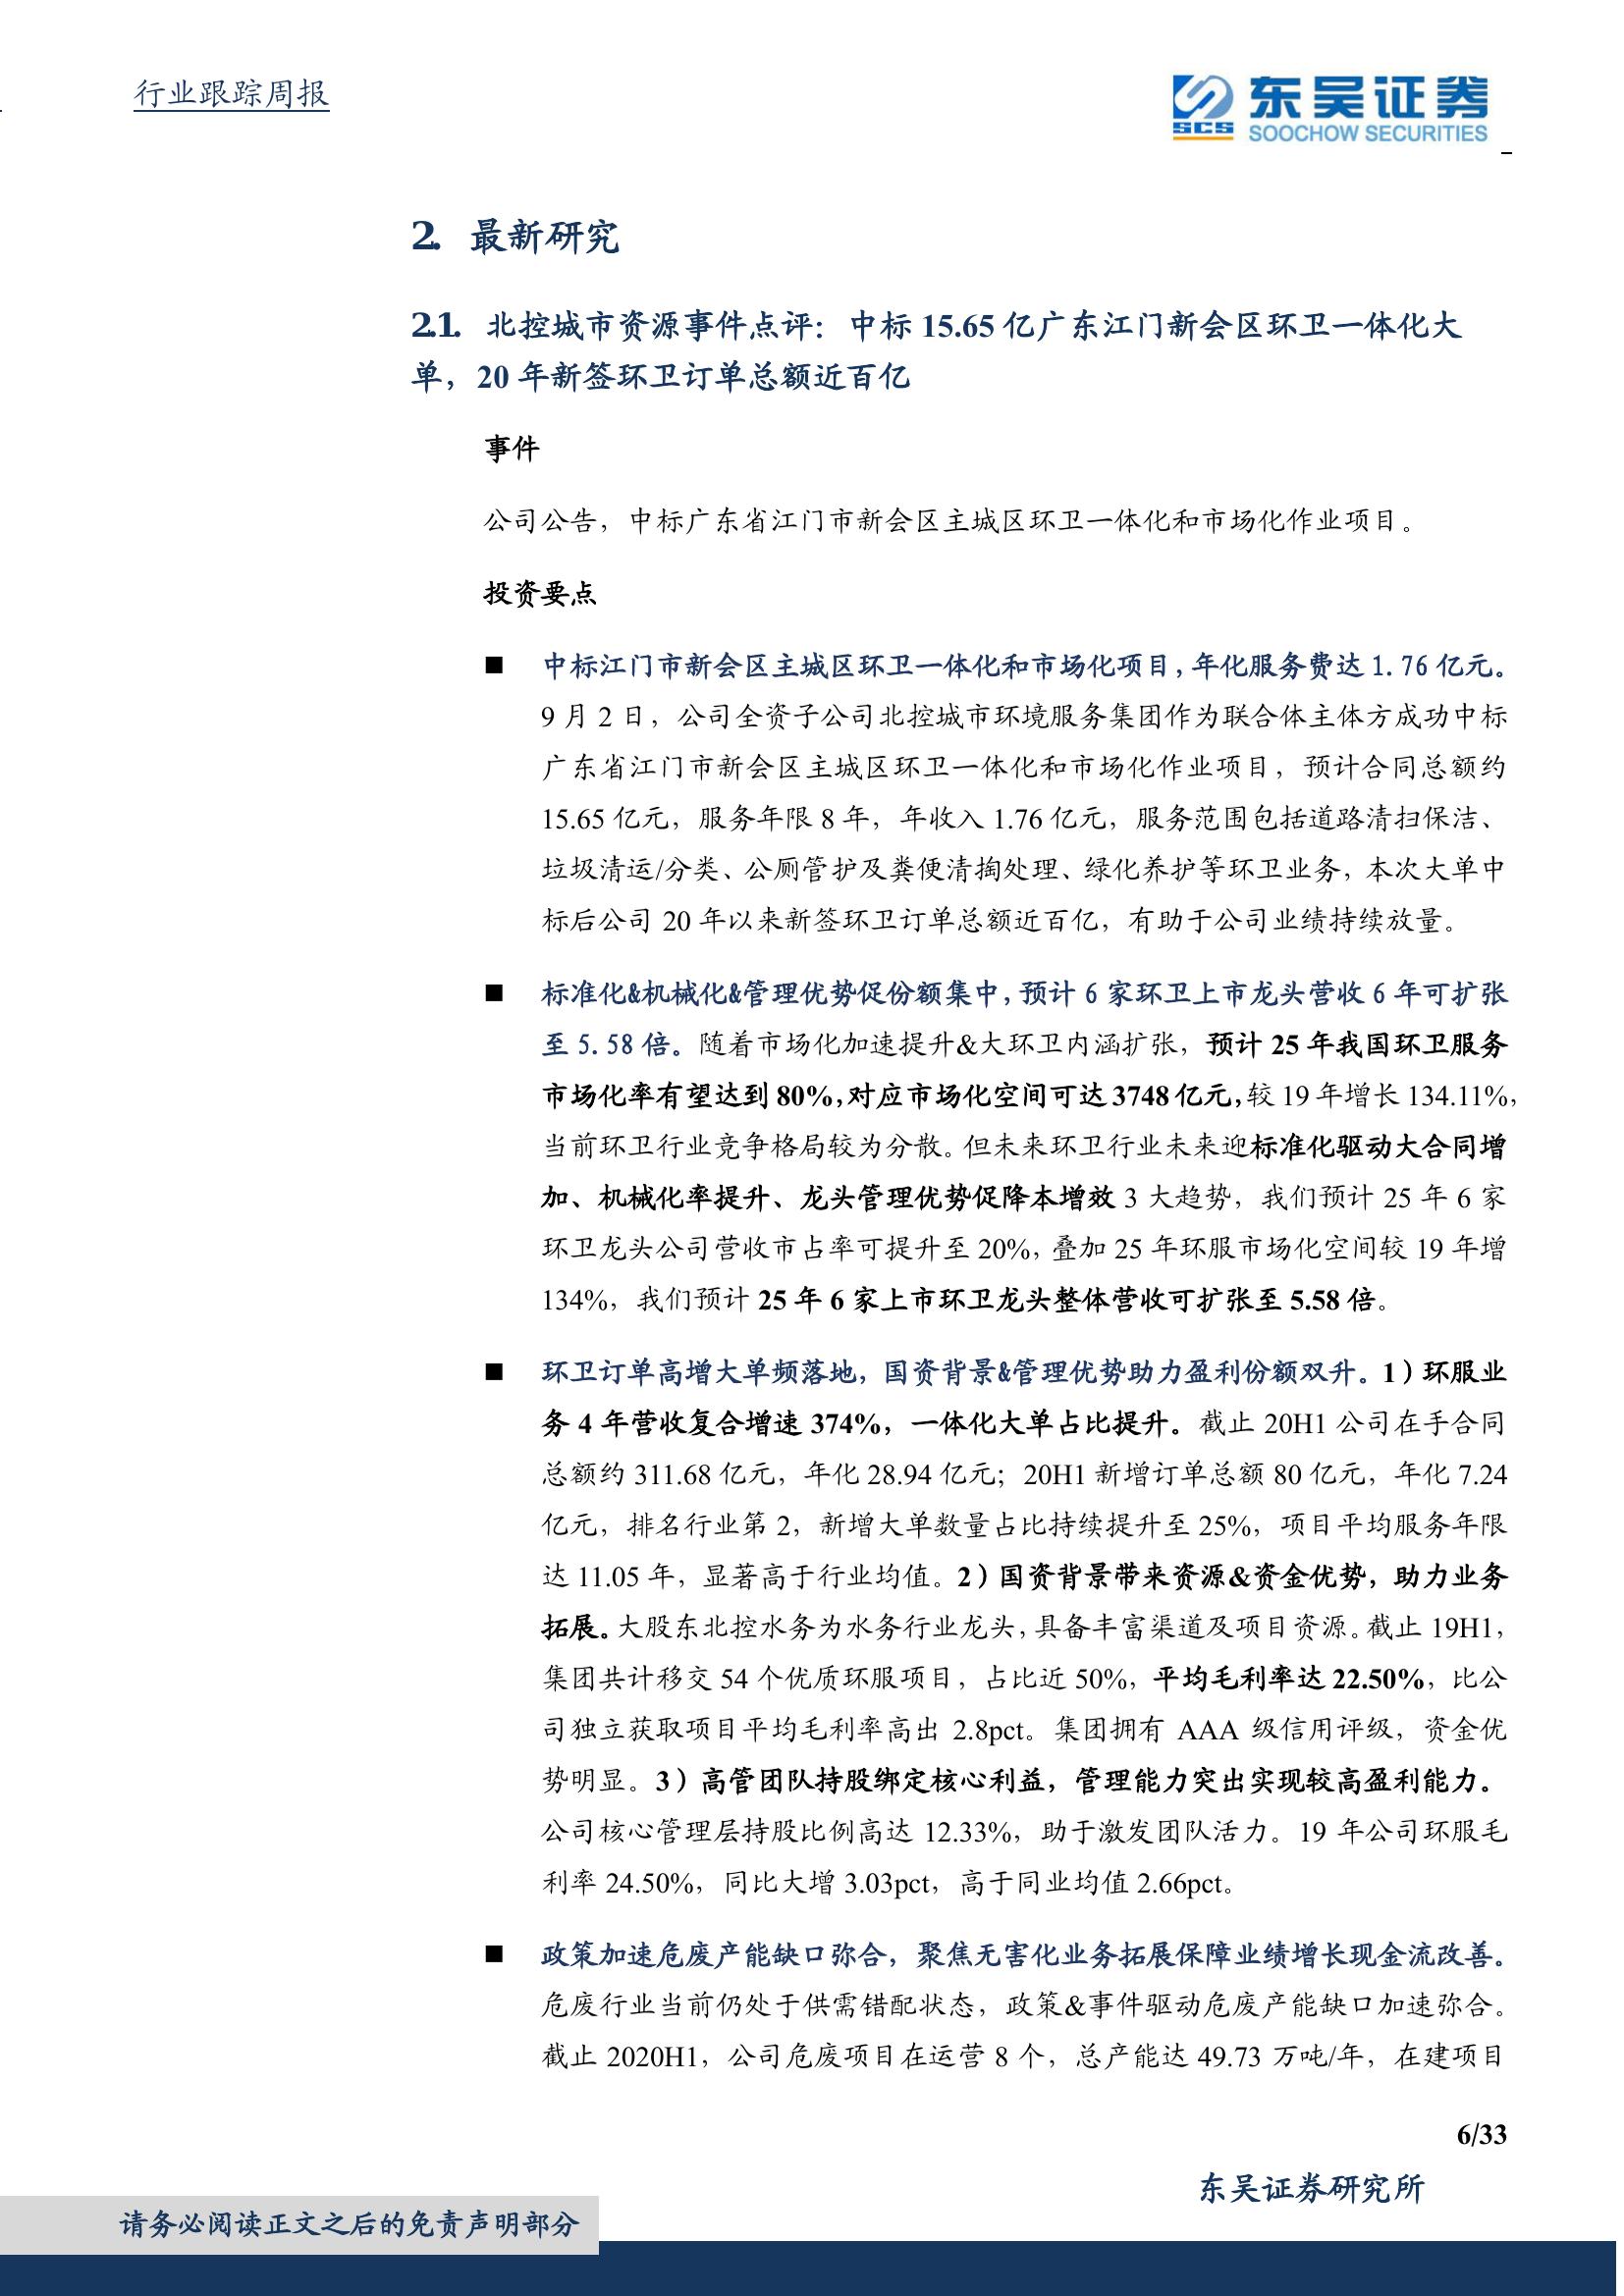 行业跟踪周报
东吴证券
SCS
SOOCHOW SECURITIES
2. 最新研究
2.1. 北控城市资源事件点评：中标 15.65 亿广东江门新会区环卫一体化大
单，20 年新签环卫订单总额近百亿
事件
公司公告，中标广东省江门市新会区主城区环卫一体化和市场化作业项目。
投资要点
■ 中标江门市新会区主城区环卫一体化和市场化项目，年化服务费达 1.76 亿元。
9 月 2 日，公司全资子公司北控城市环境服务集团作为联合体主体方成功中标
广东省江门市新会区主城区环卫一体化和市场化作业项目，预计合同总额约
15.65 亿元，服务年限 8 年，年收入 1.76 亿元，服务范围包括道路清扫保洁、
垃圾清运/分类、公厕管护及粪便清掏处理、绿化养护等环卫业务，本次大单中
标后公司 20 年以来新签环卫订单总额近百亿，有助于公司业绩持续放量。
■ 标准化&机械化&管理优势促份额集中，预计 6 家环卫上市龙头营收 6 年可扩张
至 5.58 倍。随着市场化加速提升&大环卫内涵扩张，预计 25 年我国环卫服务
市场化率有望达到 80%，对应市场化空间可达 3748 亿元，较 19 年增长 134.11%，
当前环卫行业竞争格局较为分散。但未来环卫行业未来迎标准化驱动大合同增
加、机械化率提升、龙头管理优势促降本增效 3 大趋势，我们预计 25 年 6 家
环卫龙头公司营收市占率可提升至 20%，叠加 25 年环服市场化空间较 19 年增
134%，我们预计 25 年 6 家上市环卫龙头整体营收可扩张至 5.58 倍。
■ 环卫订单高增大单频落地，国资背景&管理优势助力盈利份额双升。1）环服业
务 4 年营收复合增速 374%，一体化大单占比提升。截止 20H1 公司在手合同
总额约 311.68 亿元，年化 28.94 亿元；20H1 新增订单总额 80 亿元，年化 7.24
亿元，排名行业第 2，新增大单数量占比持续提升至 25%，项目平均服务年限
达 11.05 年，显著高于行业均值。2）国资背景带来资源&资金优势，助力业务
拓展。大股东北控水务为水务行业龙头，具备丰富渠道及项目资源。截止 19H1，
集团共计移交 54 个优质环服项目，占比近 50%，平均毛利率达 22.50%，比公
司独立获取项目平均毛利率高出 2.8pct。集团拥有 AAA 级信用评级，资金优
势明显。3）高管团队持股绑定核心利益，管理能力突出实现较高盈利能力。
公司核心管理层持股比例高达 12.33%，助于激发团队活力。19 年公司环服毛
利率 24.50%，同比大增 3.03pct，高于同业均值 2.66pct。
■ 政策加速危废产能缺口弥合，聚焦无害化业务拓展保障业绩增长现金流改善。
危废行业当前仍处于供需错配状态，政策&事件驱动危废产能缺口加速弥合。
截止 2020H1，公司危废项目在运营 8 个，总产能达 49.73 万吨/年，在建项目
6/33
东吴证券研究所
请务必阅读正文之后的免责声明部分